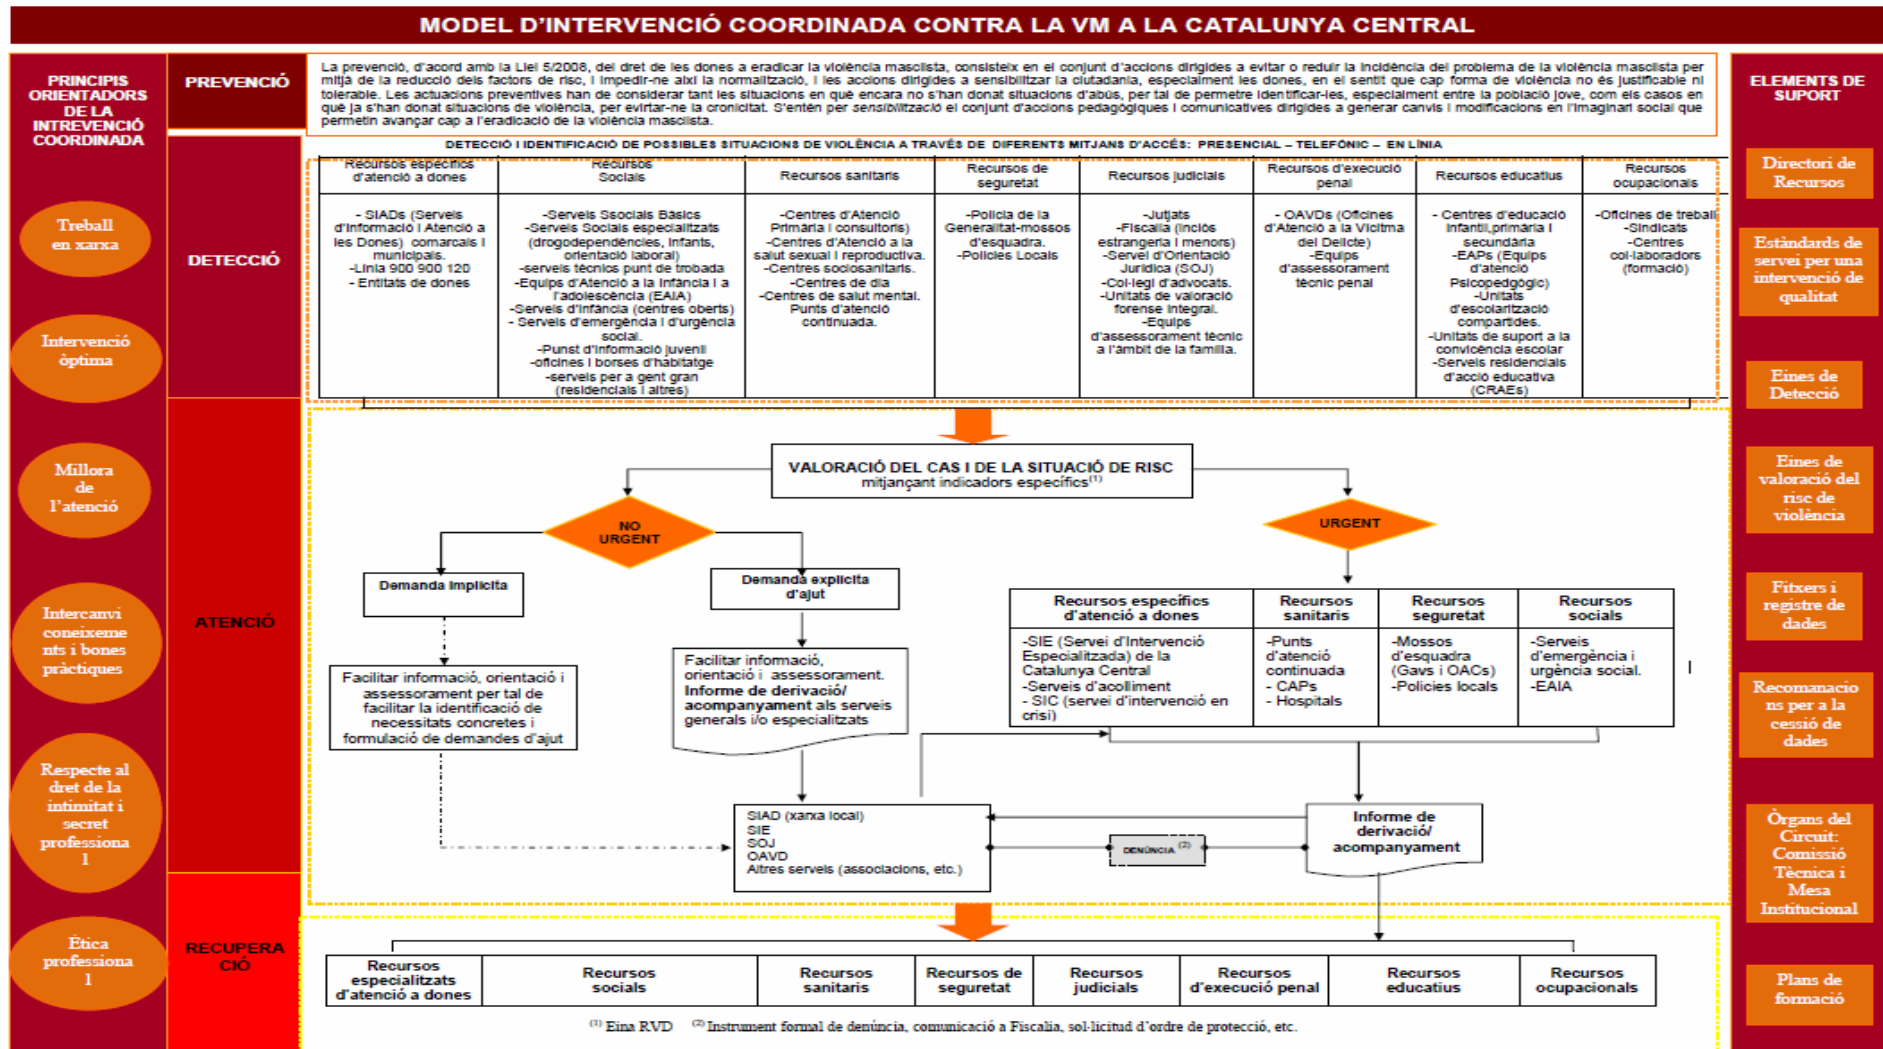 MODEL D'INTERVENCIÓ COORDINADA CONTRA LA VM A LA CATALUNYA CENTRAL
PRINCIPIS
ORIENTADORS
DE LA
INTREVENCIÓ
COORDINADA
Treball
en xarxa
Intervenció
òptima
Millora
de
l'atenció
Intercanvi
coneixeme
nts i bones
pràctiques
Respecte al
dret de la
intimitat i
secret
professiona
l
Ètica
professiona
l
PREVENCIÓ
La prevenció, d'acord amb la Llei 5/2008, del dret de les dones a eradicar la violència masclista, consisteix en el conjunt d'accions dirigides a evitar o reduir la incidència del problema de la violència masclista per
mitjà de la reducció dels factors de risc, i impedir-ne així la normalització, i les accions dirigides a sensibilitzar la ciutadania, especialment les dones, en el sentit que cap forma de violència no és justificable ni
tolerable. Les actuacions preventives han de considerar tant les situacions en què encara no s'han donat situacions d'abús, per tal de permetre identificar-les, especialment entre la població jove, com els casos en
què ja s'han donat situacions de violència, per evirtar-ne la cronicitat. S'entén per sensibilització el conjunt d'accions pedagògiques i comunicatives dirigides a generar canvis i modificacions en l'imaginari social que
permetin avançar cap a l'eradicació de la violència masclista.
DETECCIÓ
DETECCIÓ I IDENTIFICACIÓ DE POSSIBLES SITUACIONS DE VIOLÈNCIA A TRAVÉS DE DIFERENTS MITJANS D'ACCÉS: PRESENCIAL – TELEFÒNIC – EN LÍNIA
Recursos específics
d'atenció a dones
- SIADs (Serveis
d'Informació i Atenció a
les Dones) comarcals i
municipals.
-Línia 900 900 120
- Entitats de dones
Recursos
Socials
-Serveis Ssocials Bàsics
-Serveis Socials especialitzats
(drogodependències, infants,
orientació laboral)
-serveis tècnics punt de trobada
-Equips d'Atenció a la Infància i a
l'adolescència (EAIA)
-Serveis d'infància (centres oberts)
- Serveis d'emergència i d'urgència
social.
-Punst d'informació juvenil
-oficines i borses d'habitatge
-serveis per a gent gran
(residencials i altres)
Recursos sanitaris
-Centres d'Atenció
Primària i consultoris)
-Centres d'Atenció a la
salut sexual i reproductiva.
-Centres sociosanitaris.
-Centres de dia
-Centres de salut mental.
Punts d'atenció
continuada.
Recursos de
seguretat
-Policia de la
Generalitat-mossos
d'esquadra.
-Policies Locals
Recursos judicials
-Jutjats
-Fiscalia (inclòs
estrangeria i menors)
-Servei d'Orientació
Jurídica (SOJ)
-Col·legi d'advocats.
-Unitats de valoració
forense integral.
-Equips
d'assessorament tècnic
a l'àmbit de la família.
Recursos d'execució
penal
- OAVDs (Oficines
d'Atenció a la Vicitma
del Delicte)
-Equips
d'assessorament
tècnic penal
Recursos educatius
- Centres d'educació
infantil,primària i
secundària
-EAPs (Equips
d'atenció
Psicopedgògic)
-Unitats
d'escolarització
compartides.
-Unitats de suport a la
convicència escolar
-Serveis residencials
d'acció educativa
(CRAEs)
Recursos
ocupacionals
-Oficines de treball
-Sindicats
-Centres
col·laboradors
(formació)
ATENCIÓ
VALORACIÓ DEL CAS I DE LA SITUACIÓ DE RISC
mitjançant indicadors específics(1)
NO
URGENT
URGENT
Demanda implícita
Demanda explícita
d'ajut
Facilitar informació, orientació i
assessorament per tal de
facilitar la identificació de
necessitats concretes i
formulació de demandes d'ajut
Facilitar informació,
orientació i assessorament.
Informe de derivació/
acompanyament als serveis
generals i/o especialitzats
Recursos específics
d'atenció a dones
-SIE (Servei d'Intervenció
Especialitzada) de la
Catalunya Central
-Serveis d'acolliment
- SIC (servei d'intervenció en
crisi)
Recursos
sanitaris
-Punts
d'atenció
continuada
- CAPs
- Hospitals
Recursos
seguretat
-Mossos
d'esquadra
(Gavs i OACs)
-Policies locals
Recursos
socials
-Serveis
d'emergència i
urgència social.
-EAIA
SIAD (xarxa local)
SIE
SOJ
OAVD
Altres serveis (associacions, etc.)
DENÚNCIA (2)
Informe de
derivació/
acompanyament
RECUPERA
CIÓ
Recursos
especialitzats
d'atenció a dones
Recursos
socials
Recursos
sanitaris
Recursos de
seguretat
Recursos
judicials
Recursos
d'execució penal
Recursos
educatius
Recursos
ocupacionals
(1) Eina RVD (2) Instrument formal de denúncia, comunicació a Fiscalia, sol·licitud d'ordre de protecció, etc.
ELEMENTS DE
SUPORT
Directori de
Recursos
Estàndards de
servei per una
intervenció de
qualitat
Eines de
Detecció
Eines de
valoració del
risc de
violència
Fitxers i
registre de
dades
Recomanacio
ns per a la
cessió de
dades
Òrgans del
Circuit:
Comissió
Tècnica i
Mesa
Institucional
Plans de
formació